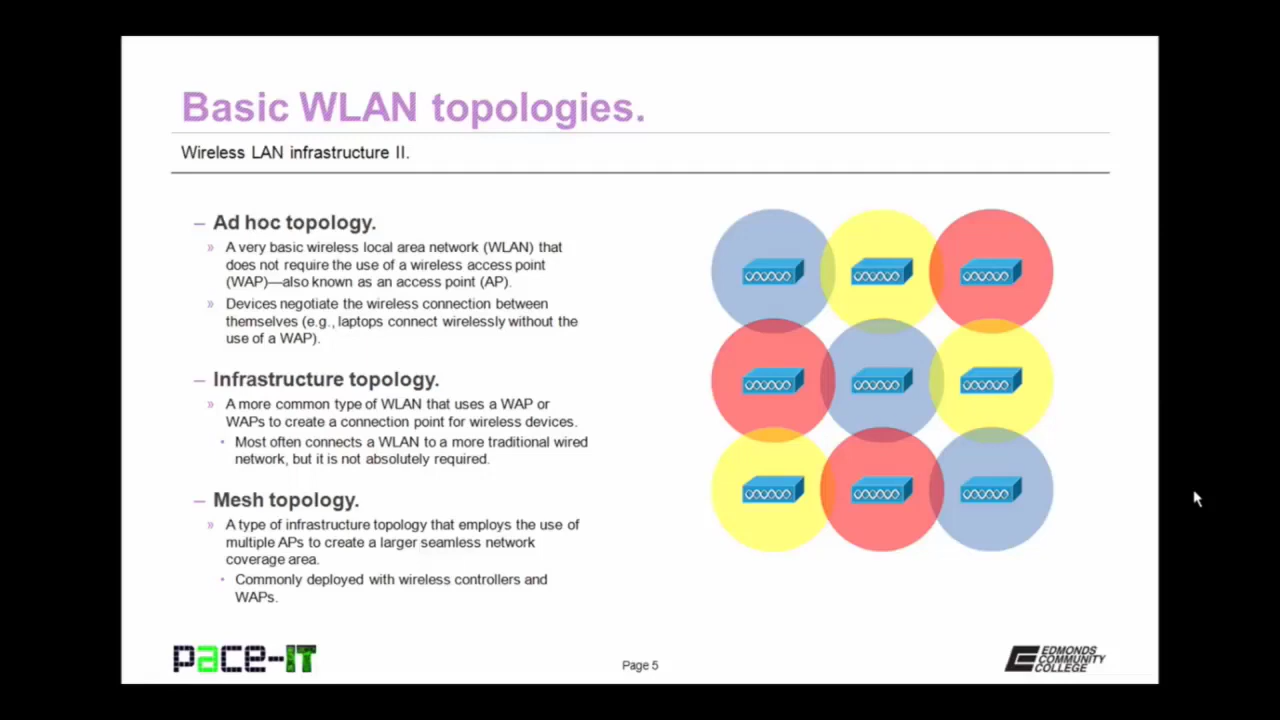 Basic WLAN topologies.
Wireless LAN infrastructure II.
– Ad hoc topology.
» A very basic wireless local area network (WLAN) that
does not require the use of a wireless access point
(WAP)—also known as an access point (AP).
» Devices negotiate the wireless connection between
themselves (e.g., laptops connect wirelessly without the
use of a WAP).
– Infrastructure topology.
» A more common type of WLAN that uses a WAP or
WAPs to create a connection point for wireless devices.
• Most often connects a WLAN to a more traditional wired
network, but it is not absolutely required.
– Mesh topology.
» A type of infrastructure topology that employs the use of
multiple APs to create a larger seamless network
coverage area.
• Commonly deployed with wireless controllers and
WAPs.
pace-IT
Page 5
EDMONDS
COMMUNITY
COLLEGE